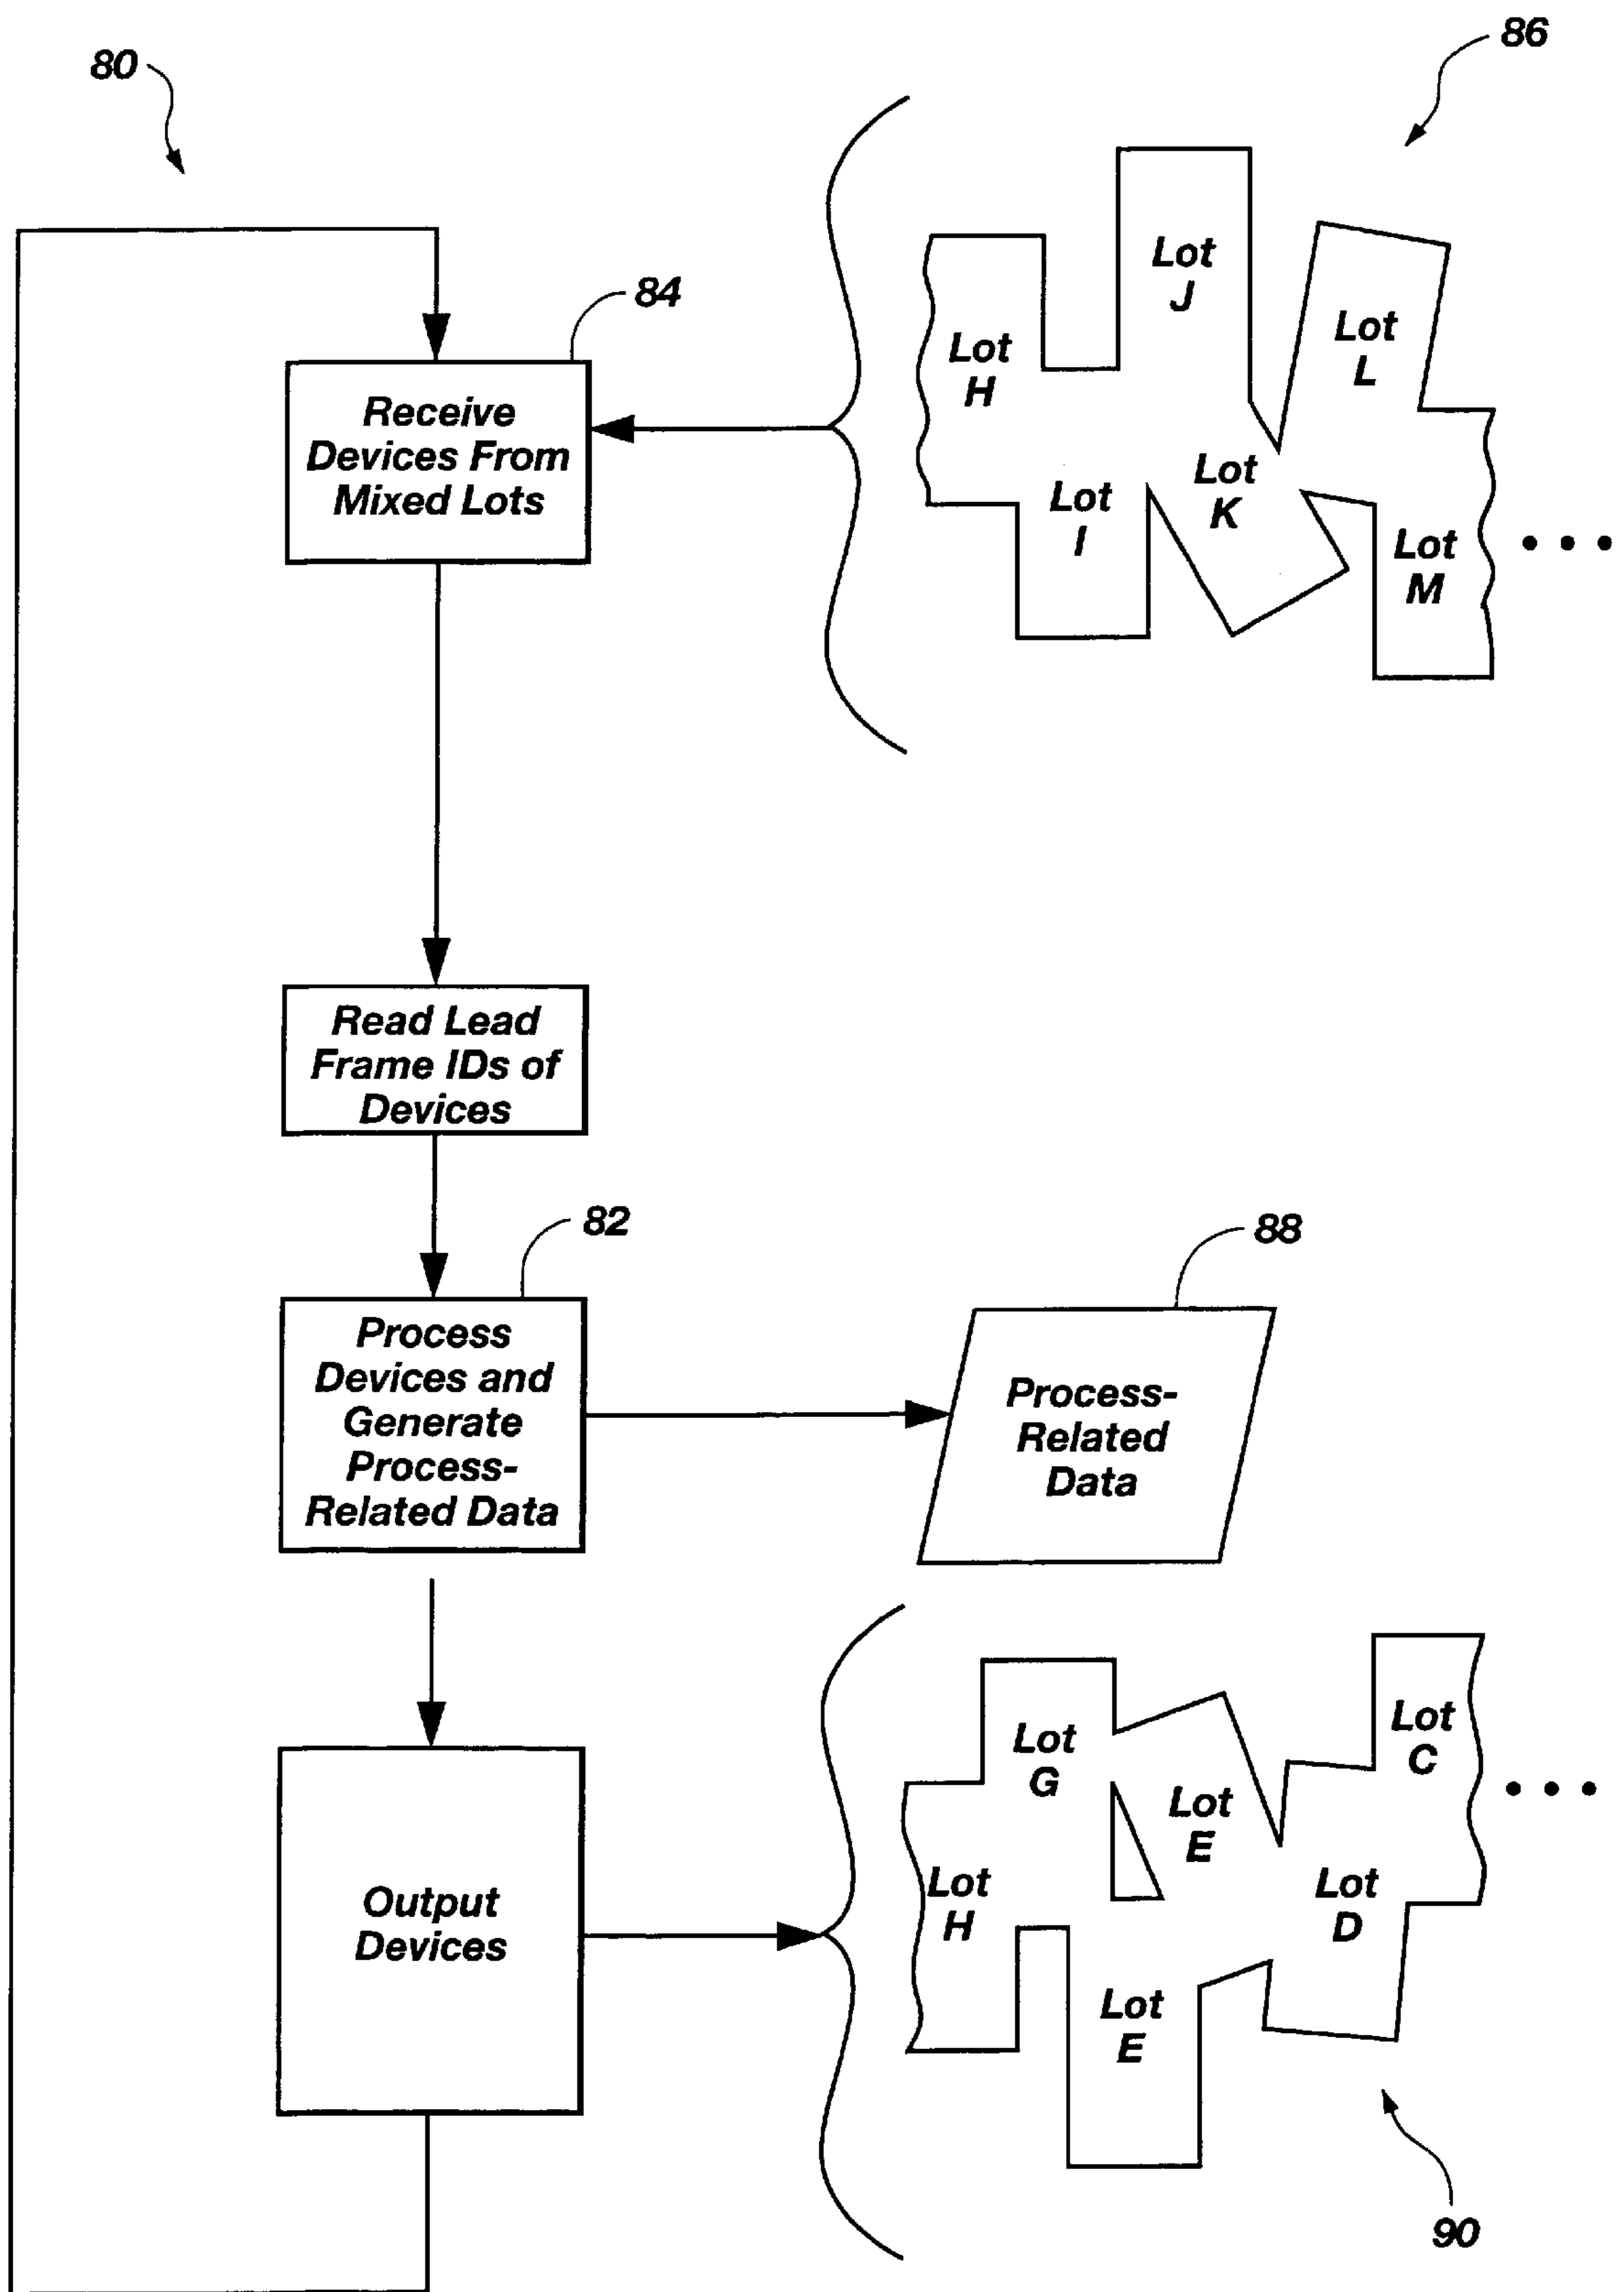 80
86
84
Receive
Devices From
Mixed Lots
Lot
H
Lot
J
Lot
L
Lot
I
Lot
K
Lot
M
• • •
Read Lead
Frame IDs of
Devices
82
Process
Devices and
Generate
Process-
Related Data
88
Process-
Related
Data
Output
Devices
Lot
G
Lot
C
Lot
E
Lot
H
Lot
D
Lot
E
• • •
90